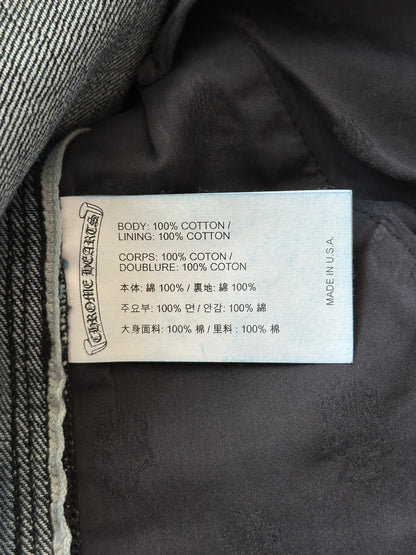 CHROME HEARTS
BODY: 100% COTTON /
LINING: 100% COTTON
CORPS: 100% COTON /
DOUBLURE: 100% COTON
本体: 綿 100% / 裏地: 綿 100%
주요부: 100% 면 / 안감: 100% 면
大身面料: 100% 棉 / 里料: 100% 棉
MADE IN U.S.A.